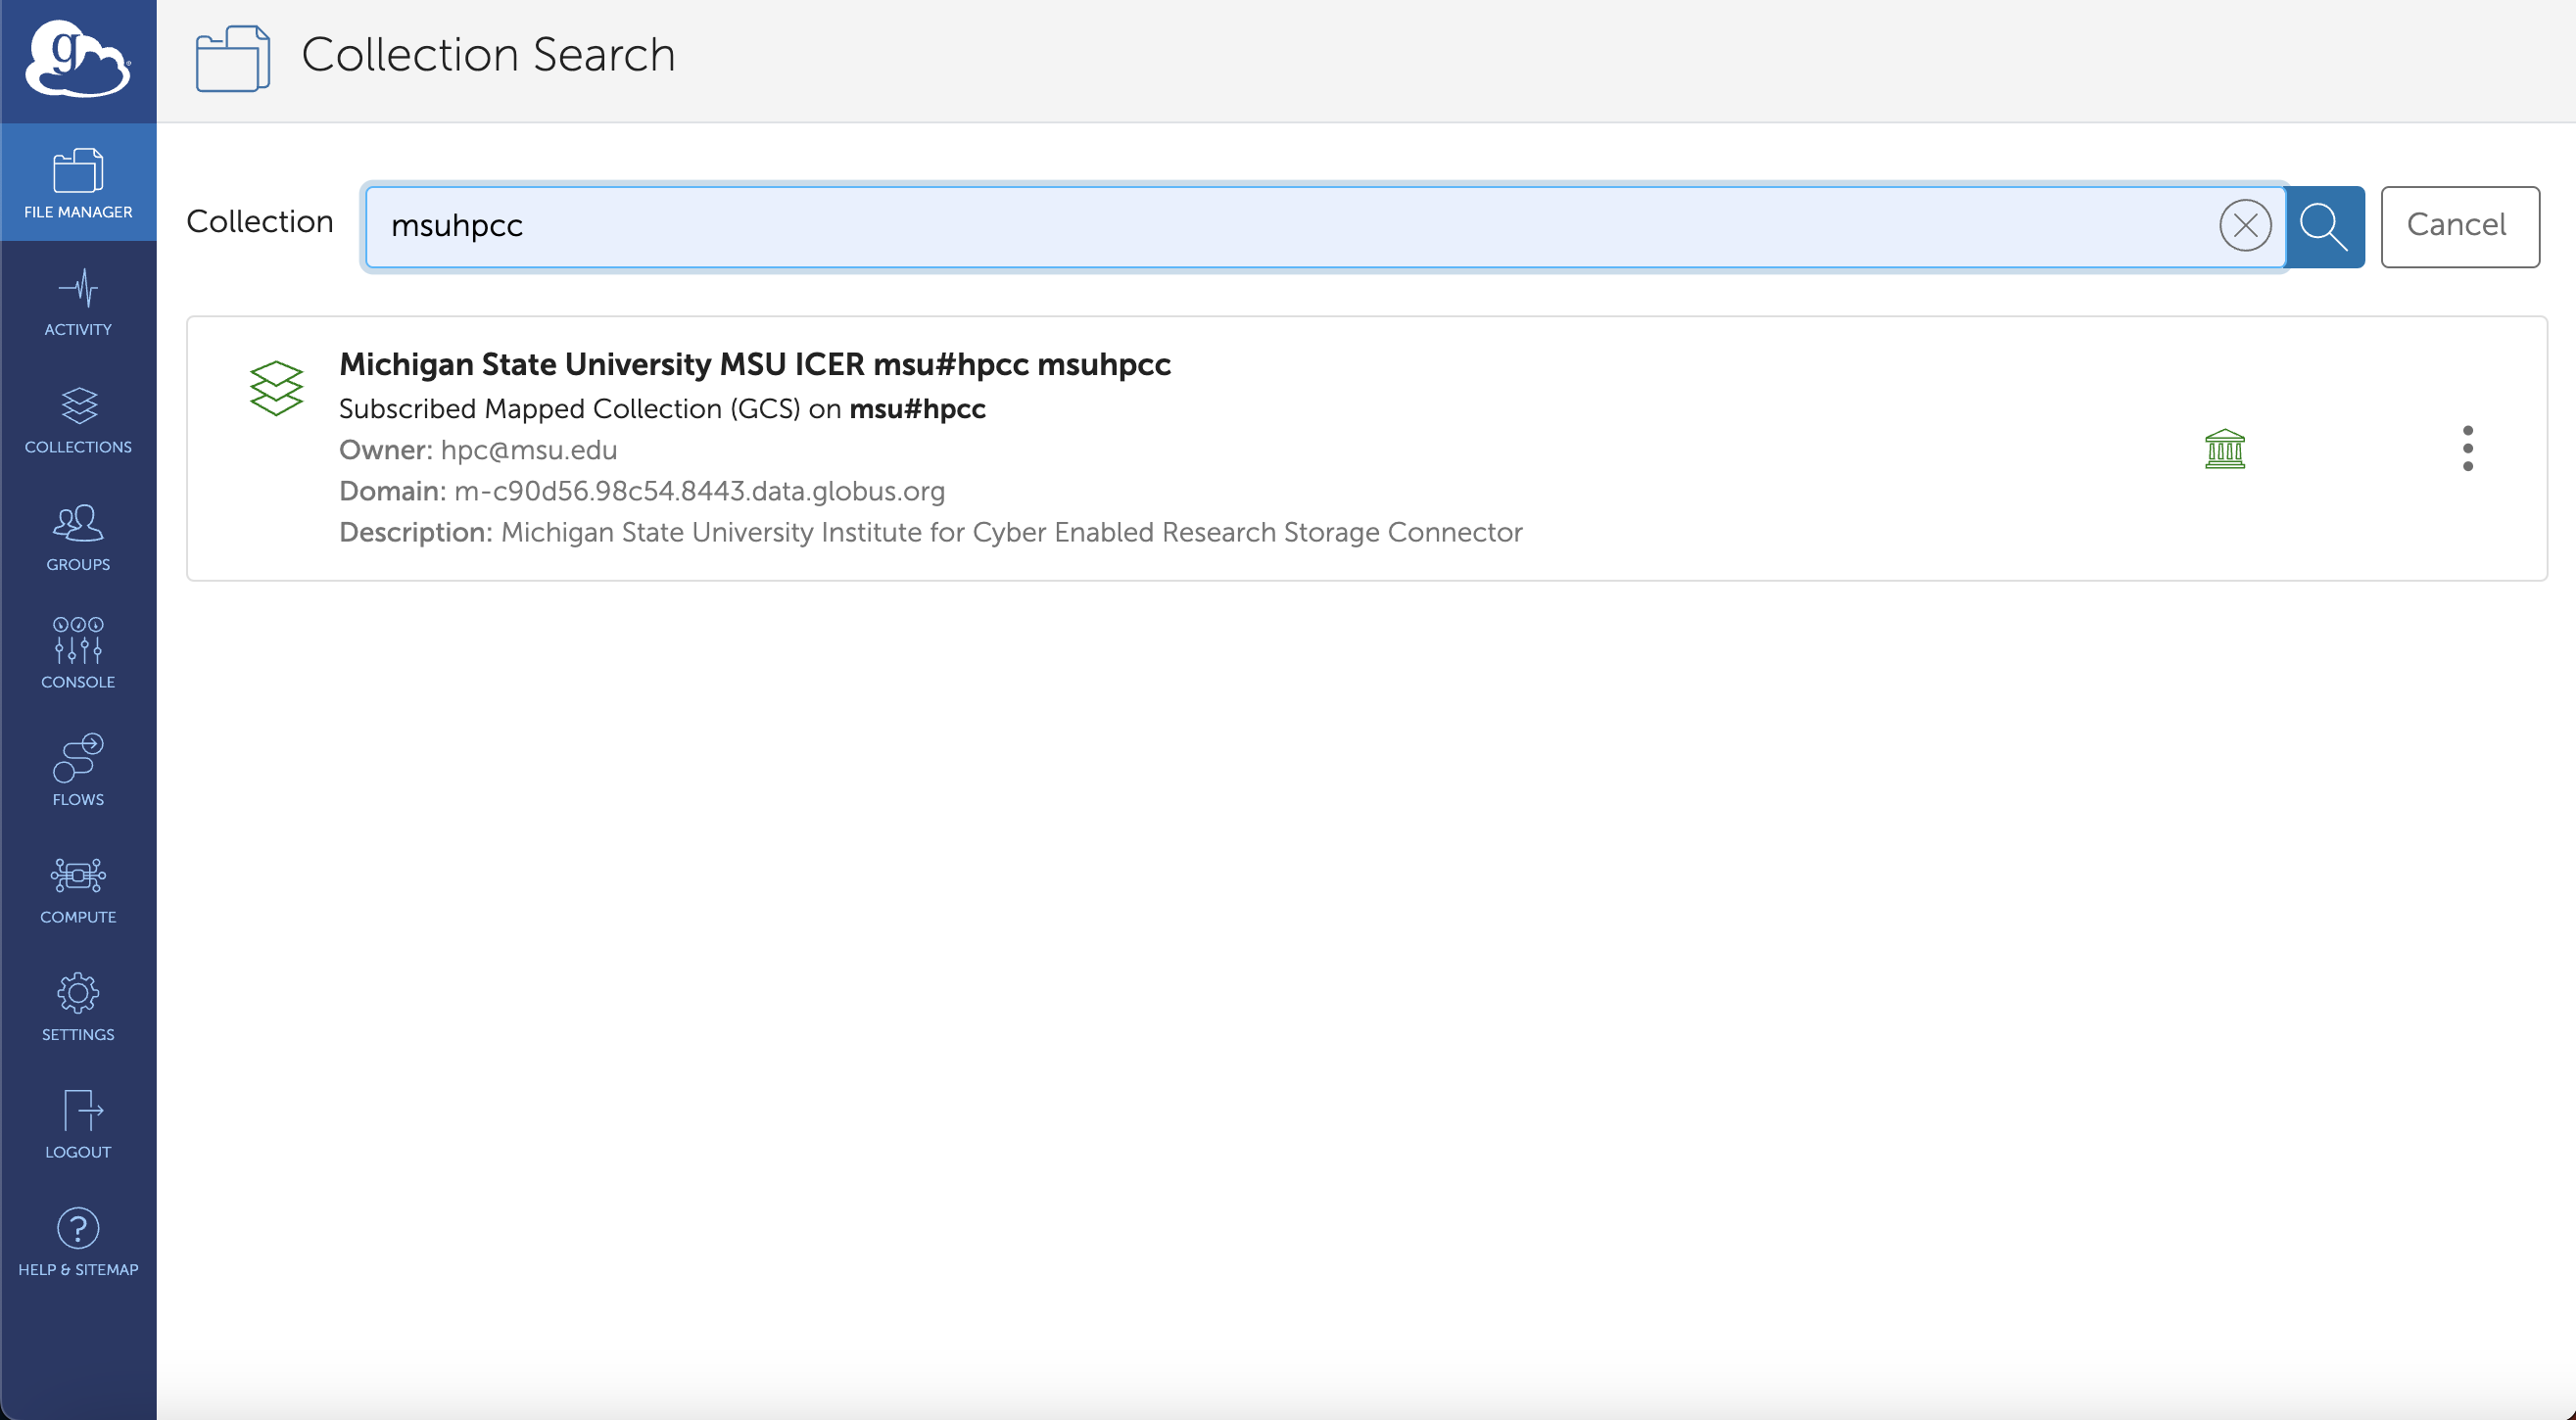 g
Collection Search
FILE MANAGER
ACTIVITY
COLLECTIONS
GROUPS
CONSOLE
FLOWS
COMPUTE
SETTINGS
LOGOUT
?
HELP & SITEMAP
Collection
msuhpcc
Cancel
Michigan State University MSU ICER msu#hpcc msuhpcc
Subscribed Mapped Collection (GCS) on msu#hpcc
Owner: hpc@msu.edu
Domain: m-c90d56.98c54.8443.data.globus.org
Description: Michigan State University Institute for Cyber Enabled Research Storage Connector